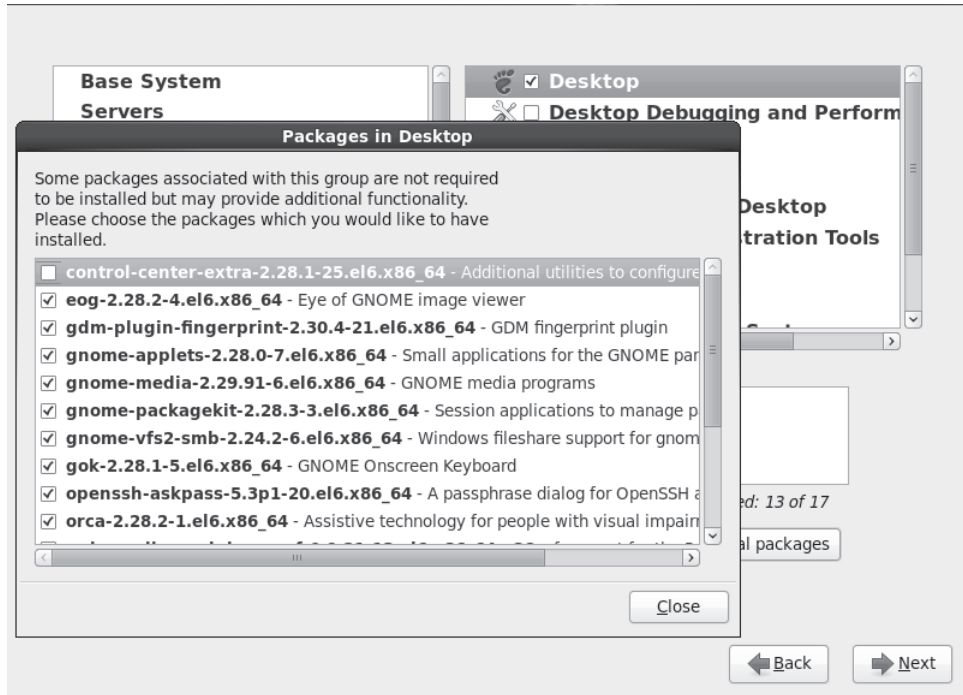 Base System
Servers
Desktop
Desktop Debugging and Perform
Desktop
tration Tools
Packages in Desktop
Some packages associated with this group are not required
to be installed but may provide additional functionality.
Please choose the packages which you would like to have
installed.
control-center-extra-2.28.1-25.el6.x86_64 - Additional utilities to configure
eog-2.28.2-4.el6.x86_64 - Eye of GNOME image viewer
gdm-plugin-fingerprint-2.30.4-21.el6.x86_64 - GDM fingerprint plugin
gnome-applets-2.28.0-7.el6.x86_64 - Small applications for the GNOME par
gnome-media-2.29.91-6.el6.x86_64 - GNOME media programs
gnome-packagekit-2.28.3-3.el6.x86_64 - Session applications to manage p
gnome-vfs2-smb-2.24.2-6.el6.x86_64 - Windows fileshare support for gnom
gok-2.28.1-5.el6.x86_64 - GNOME Onscreen Keyboard
openssh-askpass-5.3p1-20.el6.x86_64 - A passphrase dialog for OpenSSH a
orca-2.28.2-1.el6.x86_64 - Assistive technology for people with visual impairr
ed: 13 of 17
al packages
Close
Back
Next